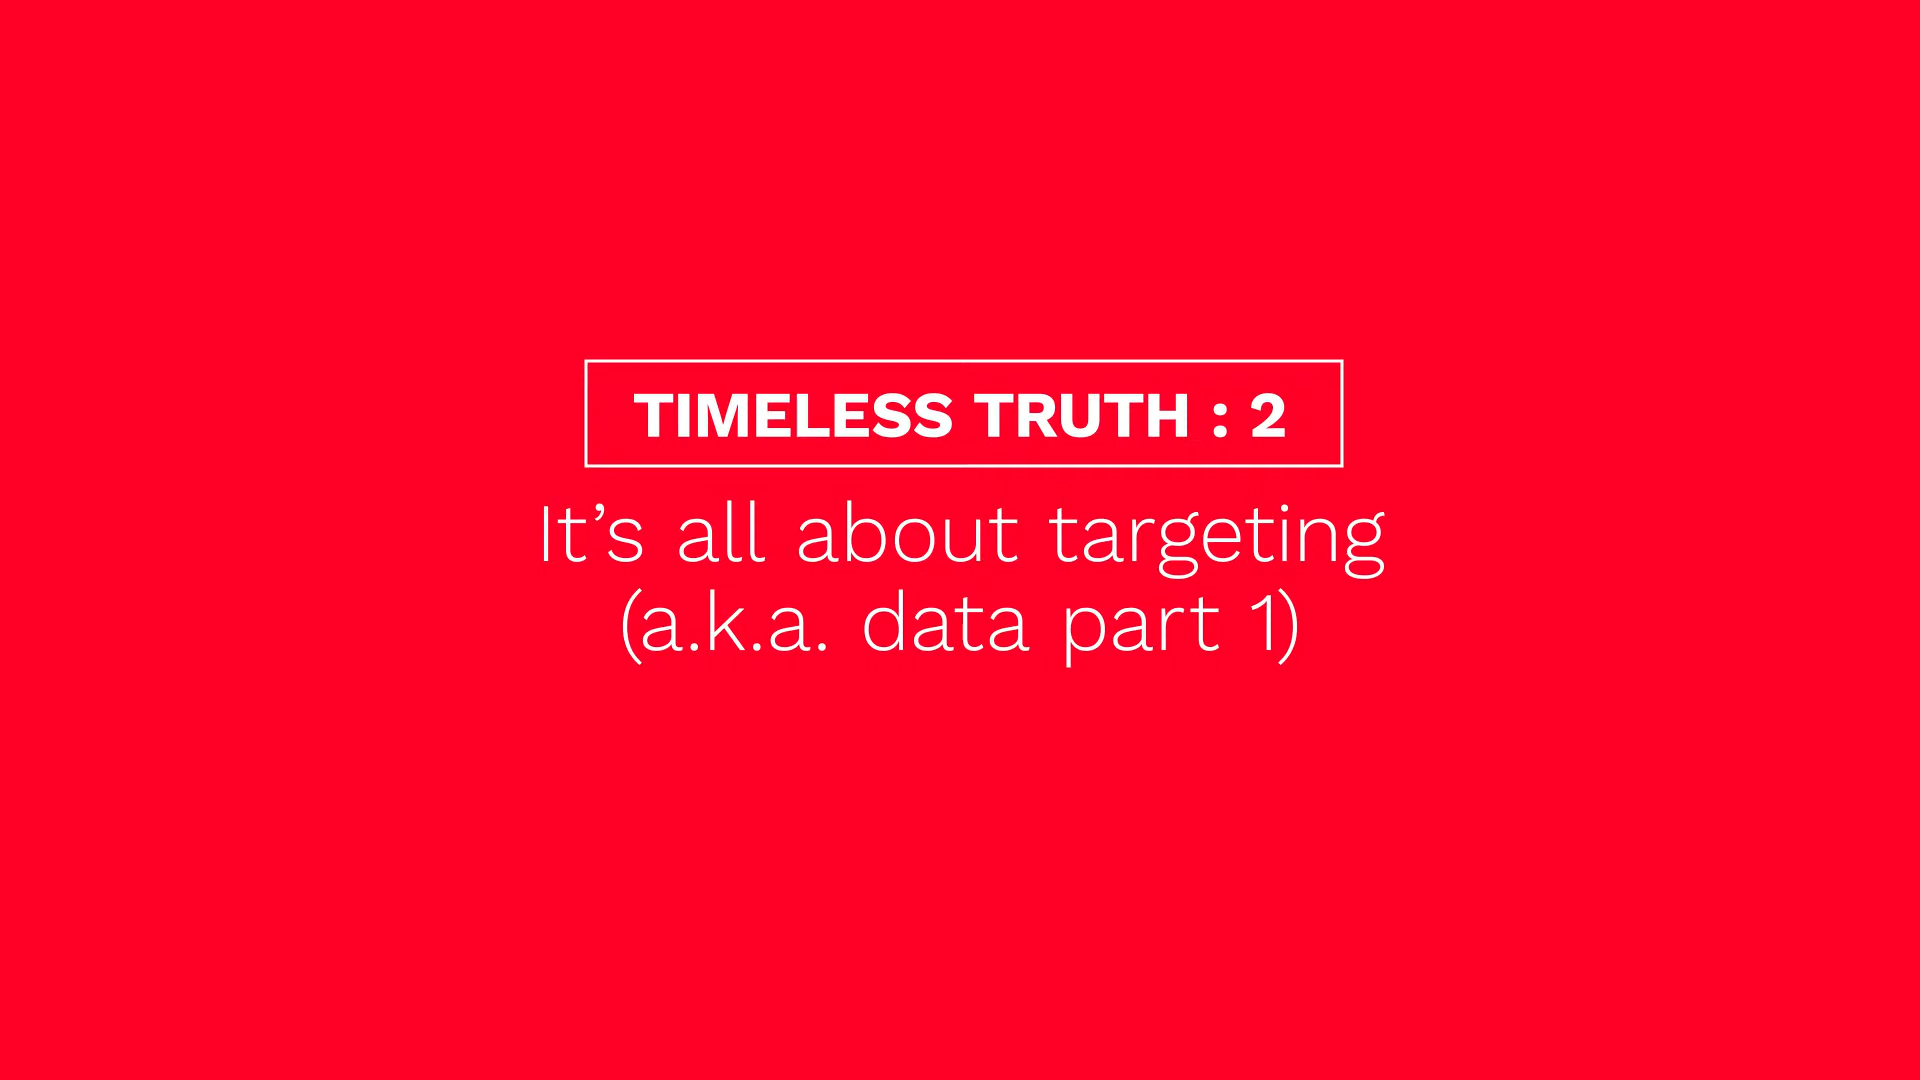 TIMELESS TRUTH : 2
It’s all about targeting
(a.k.a. data part 1)